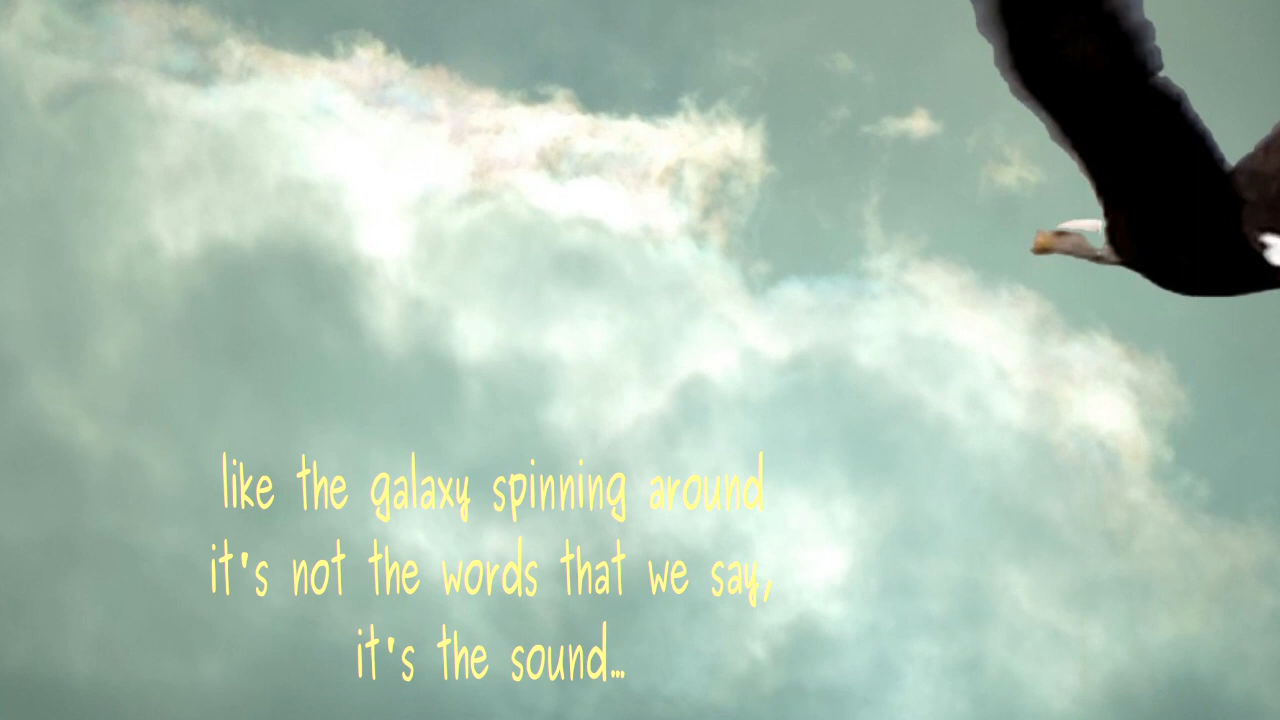 like the galaxy spinning around
it's not the words that we say,
it's the sound...